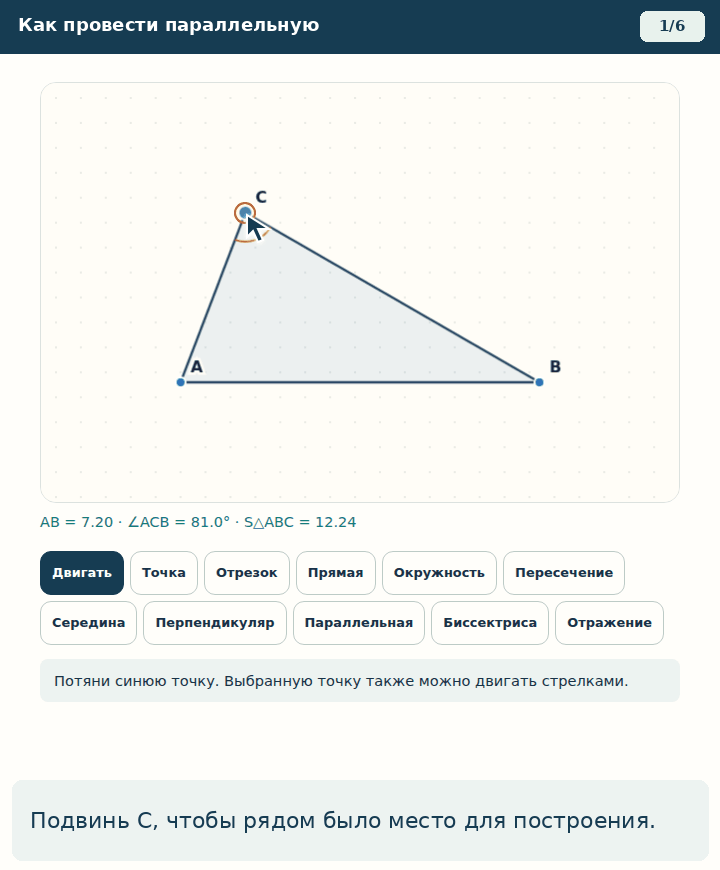 Как провести параллельную
1/6
C
A
B
AB = 7.20 · ∠ACB = 81.0° · S△ABC = 12.24
Двигать Точка Отрезок Прямая Окружность Пересечение
Середина Перпендикуляр Параллельная Биссектриса Отражение
Потяни синюю точку. Выбранную точку также можно двигать стрелками.
Подвинь C, чтобы рядом было место для построения.